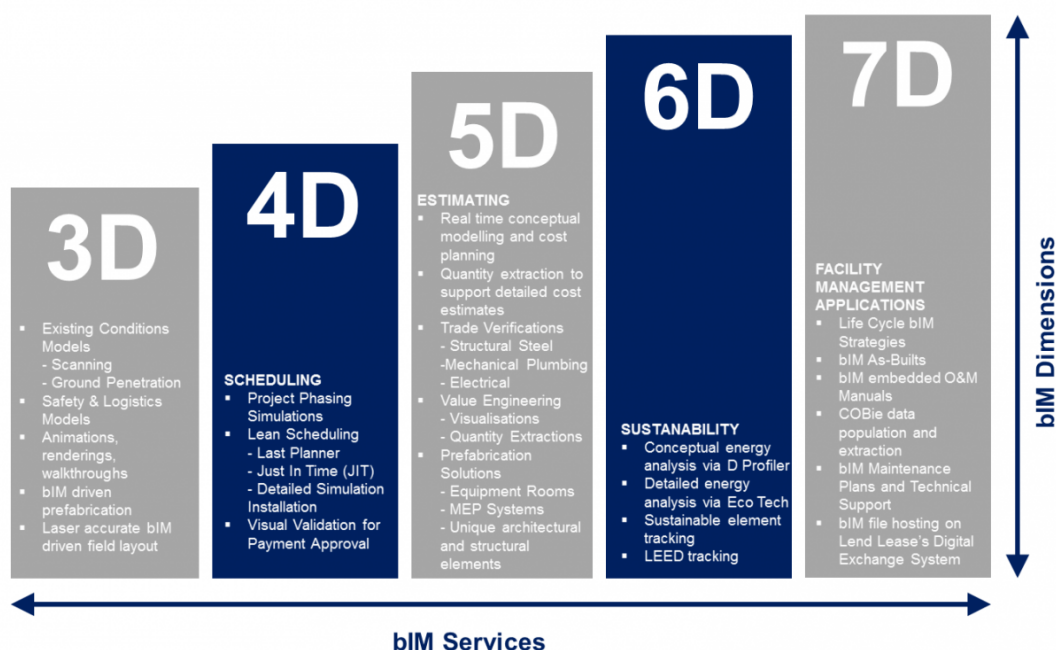 3D
▪ Existing Conditions
Models
- Scanning
- Ground Penetration
▪ Safety & Logistics
Models
▪ Animations,
renderings,
walkthroughs
▪ bIM driven
prefabrication
▪ Laser accurate bIM
driven field layout
4D
SCHEDULING
▪ Project Phasing
Simulations
▪ Lean Scheduling
- Last Planner
- Just In Time (JIT)
- Detailed Simulation
Installation
▪ Visual Validation for
Payment Approval
5D
ESTIMATING
▪ Real time conceptual
modelling and cost
planning
▪ Quantity extraction to
support detailed cost
estimates
▪ Trade Verifications
- Structural Steel
-Mechanical Plumbing
- Electrical
▪ Value Engineering
- Visualisations
- Quantity Extractions
▪ Prefabrication
Solutions
- Equipment Rooms
- MEP Systems
- Unique architectural
and structural
elements
6D
SUSTANABILITY
▪ Conceptual energy
analysis via D Profiler
▪ Detailed energy
analysis via Eco Tech
▪ Sustainable element
tracking
▪ LEED tracking
7D
FACILITY
MANAGEMENT
APPLICATIONS
▪ Life Cycle bIM
Strategies
▪ bIM As-Builts
▪ bIM embedded O&M
Manuals
▪ COBie data
population and
extraction
▪ bIM Maintenance
Plans and Technical
Support
▪ bIM file hosting on
Lend Lease's Digital
Exchange System
bIM Dimensions
bIM Services